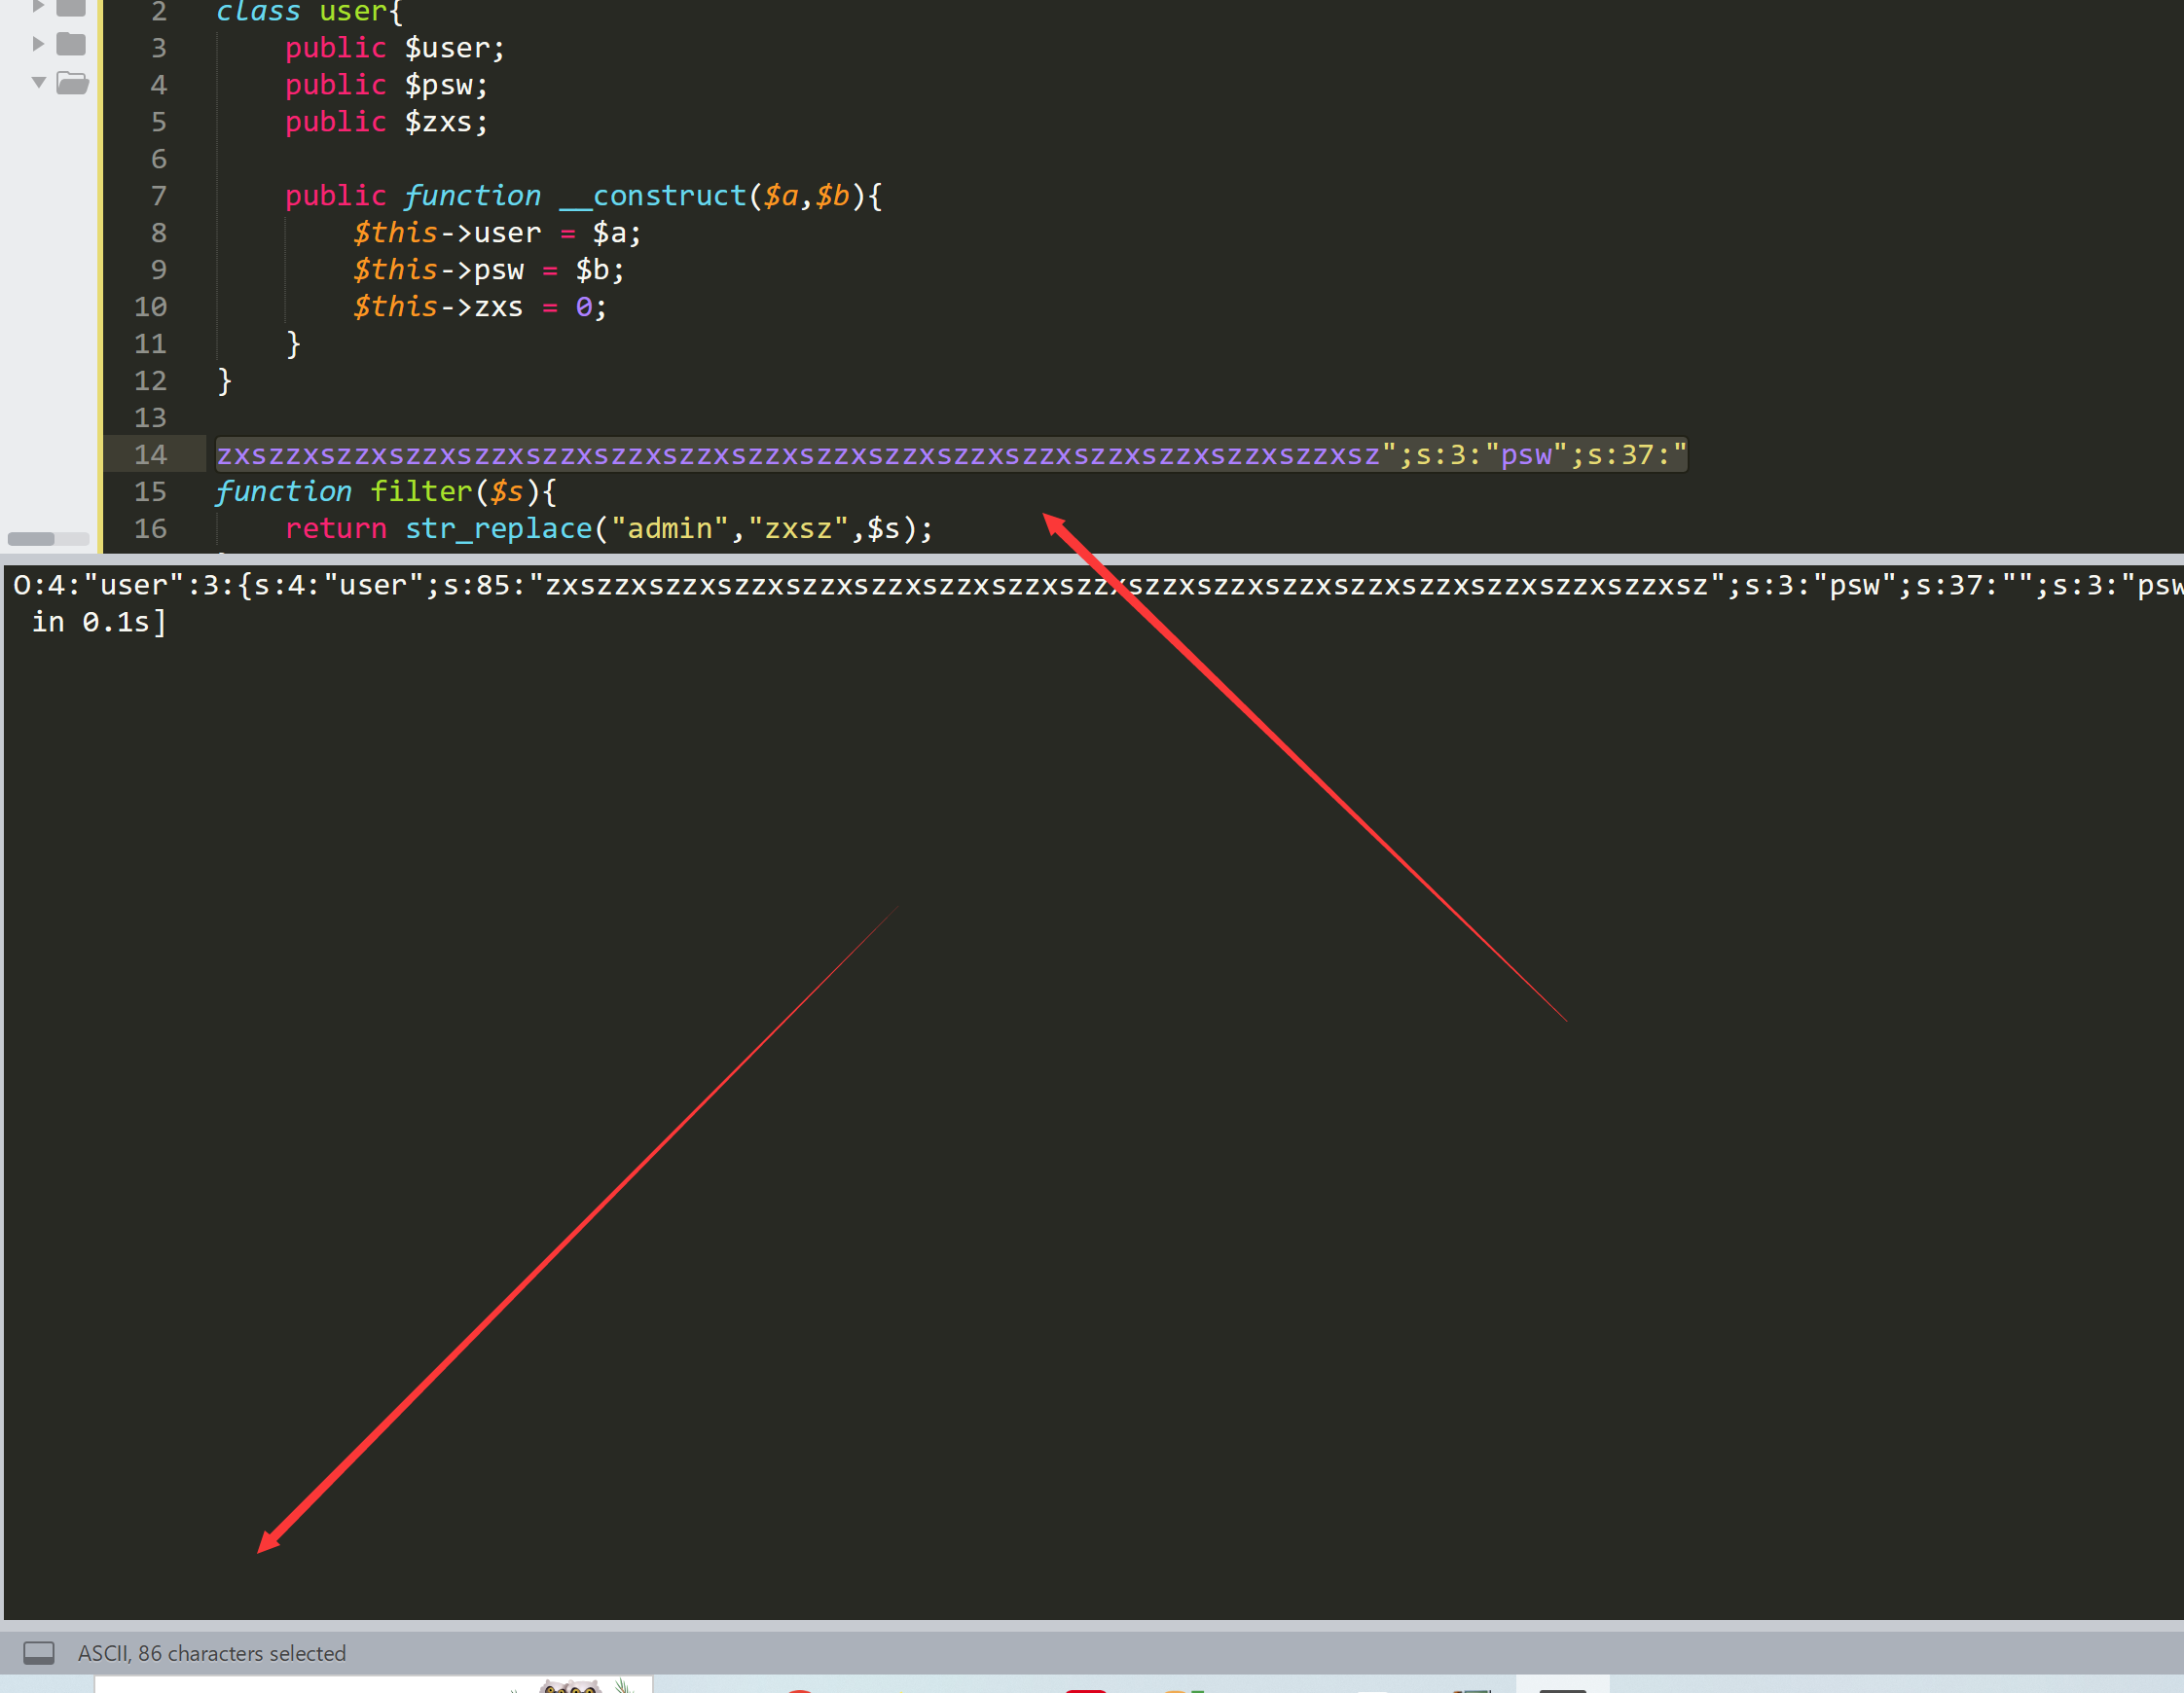 2 class user{
3 public $user;
4 public $psw;
5 public $zxs;
6
7 public function __construct($a,$b){
8 $this->user = $a;
9 $this->psw = $b;
10 $this->zxs = 0;
11 }
12 }
13
14 zxszzxszzxszzxszzxszzxszzxszzxszzxszzxszzxszzxszzxszzxszzxszzxszzxsz";s:3:"psw";s:37:"
15 function filter($s){
16 return str_replace("admin","zxsz",$s);
O:4:"user":3:{s:4:"user";s:85:"zxszzxszzxszzxszzxszzxszzxszzxszzxszzxszzxszzxszzxszzxszzxszzxszzxsz";s:3:"psw";s:37:"";s:3:"psw
in 0.1s]
ASCII, 86 characters selected